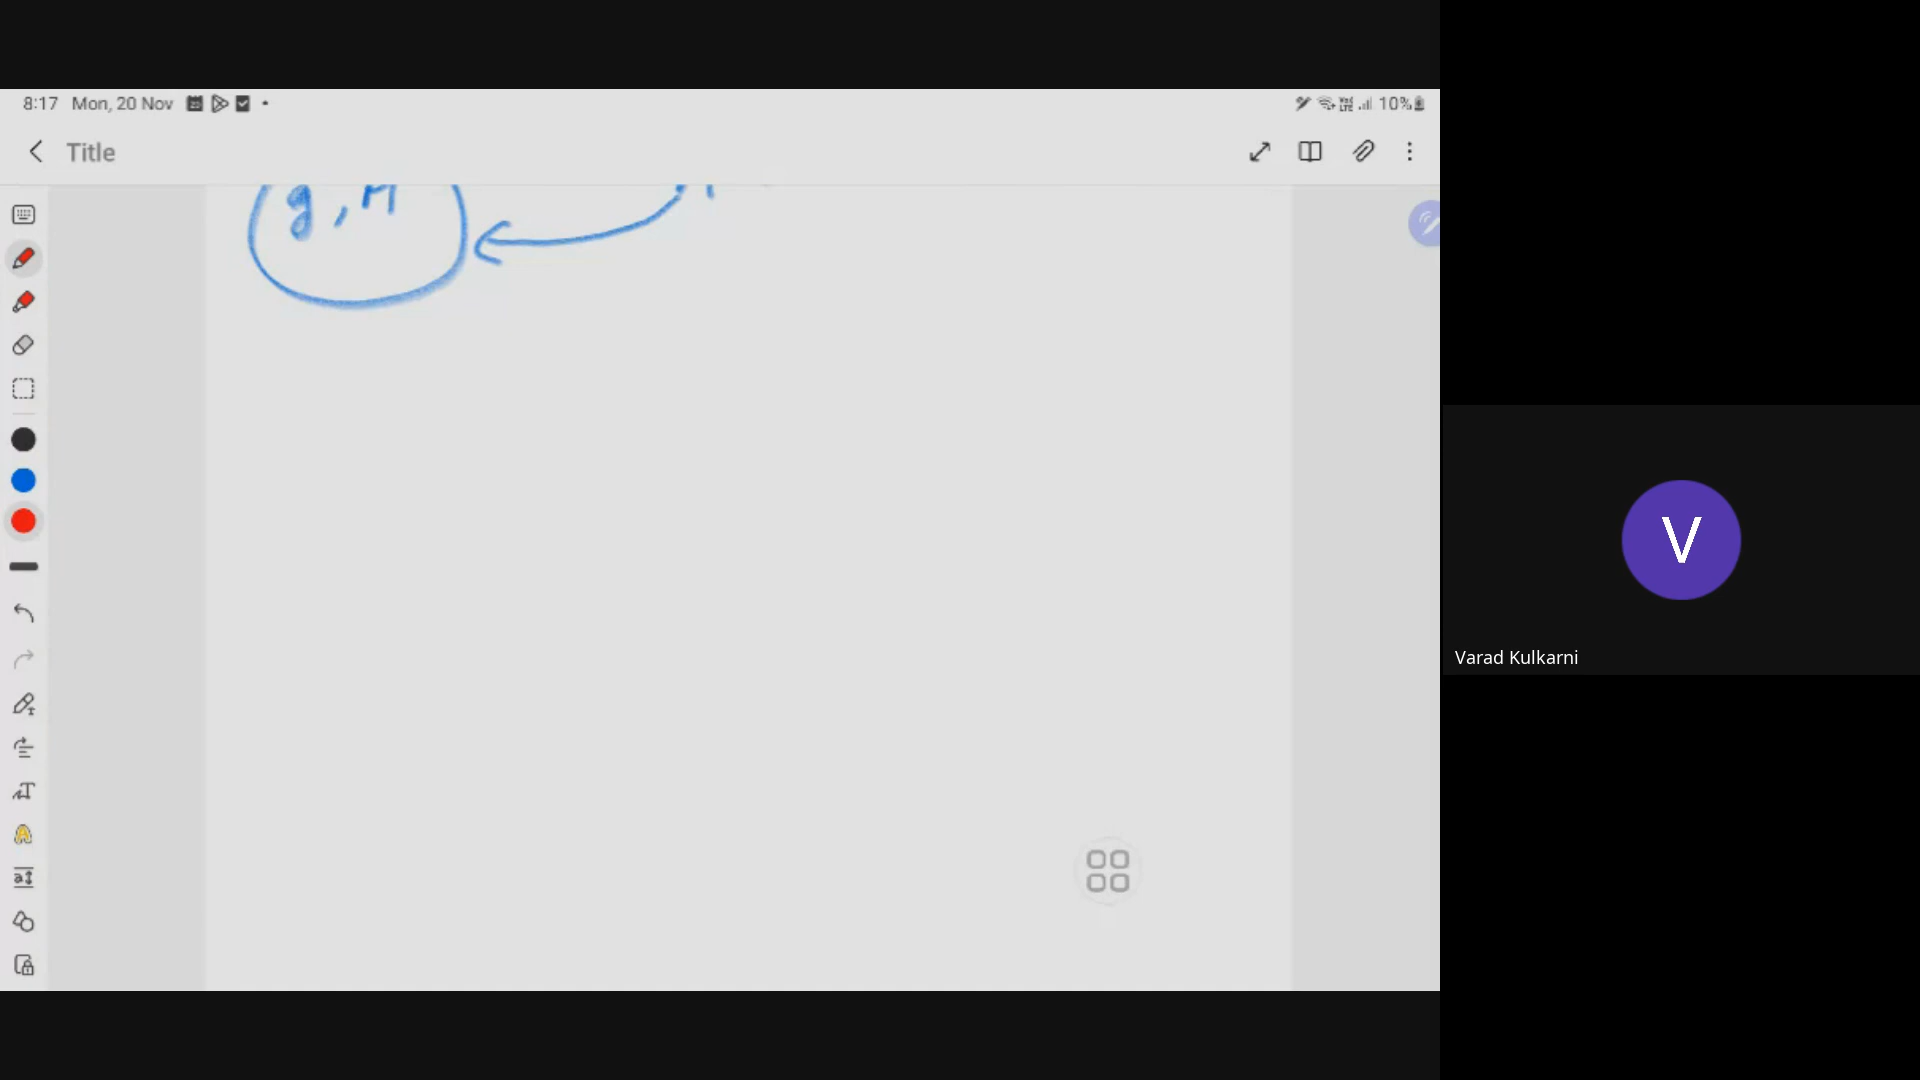 8:17 Mon, 20 Nov
10%
Title
g,
V
Varad Kulkarni